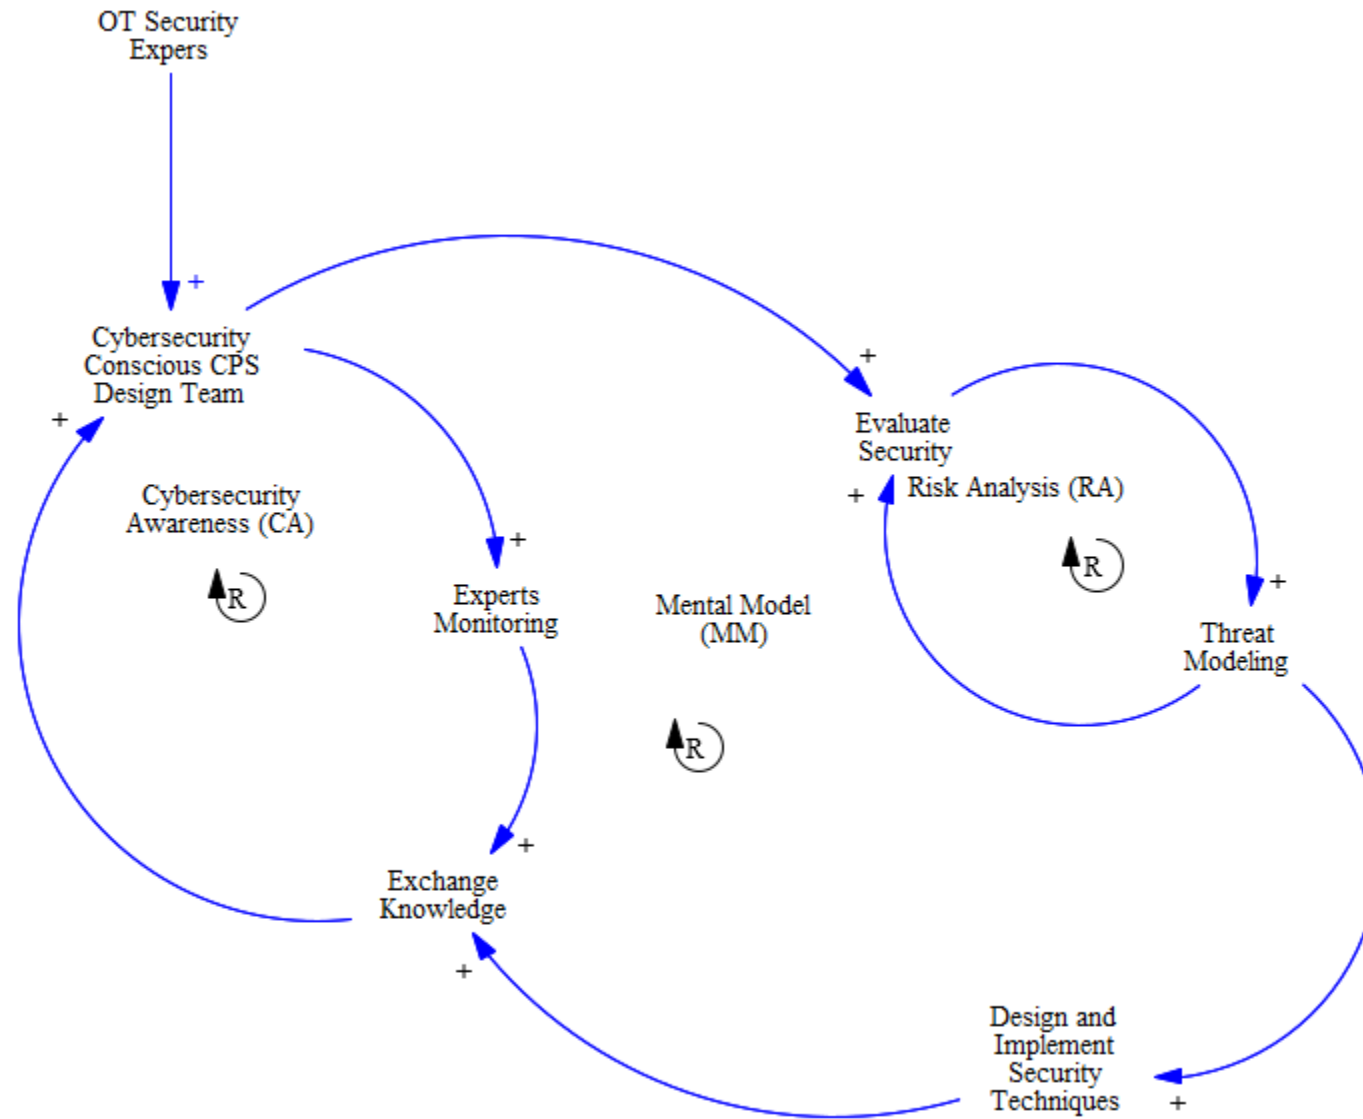 OT Security
Expers
+
+
Cybersecurity
Conscious CPS
Design Team
+
Evaluate
Security
+
Risk Analysis (RA)
Cybersecurity
Awareness (CA)
R
+
Experts
Monitoring
Mental Model
(MM)
R
R
+
Threat
Modeling
+
Exchange
Knowledge
+
Design and
Implement
Security
Techniques
+